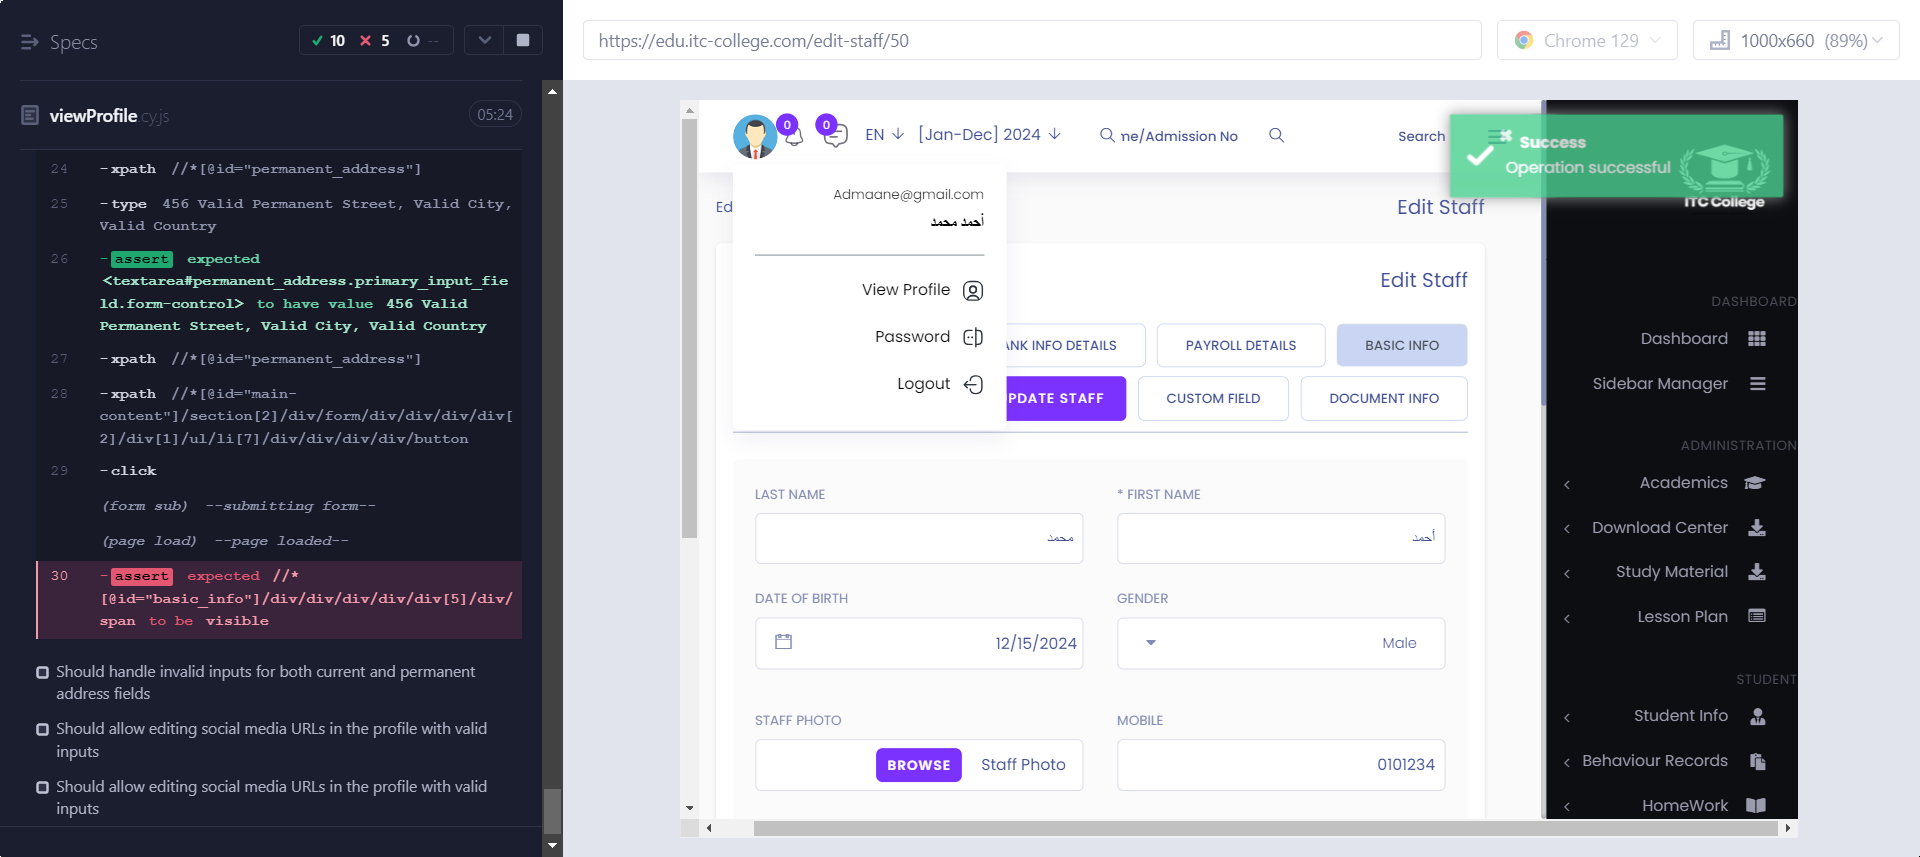 Specs
10 5 --
viewProfile cy.js
05:24
24 -xpath //*[@id="permanent_address"]
25 -type 456 Valid Permanent Street, Valid City,
Valid Country
26 -assert expected
<textarea#permanent_address.primary_input_fie
ld.form-control> to have value 456 Valid
Permanent Street, Valid City, Valid Country
27 -xpath //*[@id="permanent_address"]
28 -xpath //*[@id="main-
content"]/section[2]/div/form/div/div/div/div[
2]/div[1]/ul/li[7]/div/div/div/div/button
29 -click
(form sub) --submitting form--
(page load) --page loaded--
30 -assert expected //*
[@id="basic_info"]/div/div/div/div/div[5]/div/
span to be visible
Should handle invalid inputs for both current and permanent
address fields
Should allow editing social media URLs in the profile with valid
inputs
Should allow editing social media URLs in the profile with valid
inputs
https://edu.itc-college.com/edit-staff/50
Chrome 129
1000x660 (89%)
0
0
EN
[Jan-Dec] 2024
ne/Admission No
Search
Success
Operation successful
ITC College
Admaane@gmail.com
أحمد محمد
View Profile
Password
Logout
Ed
Edit Staff
Edit Staff
ANK INFO DETAILS
PAYROLL DETAILS
BASIC INFO
PDATE STAFF
CUSTOM FIELD
DOCUMENT INFO
LAST NAME
* FIRST NAME
محمد
أحمد
DATE OF BIRTH
GENDER
12/15/2024
Male
STAFF PHOTO
MOBILE
BROWSE
Staff Photo
0101234
DASHBOARD
Dashboard
Sidebar Manager
ADMINISTRATION
Academics
Download Center
Study Material
Lesson Plan
STUDENT
Student Info
Behaviour Records
HomeWork